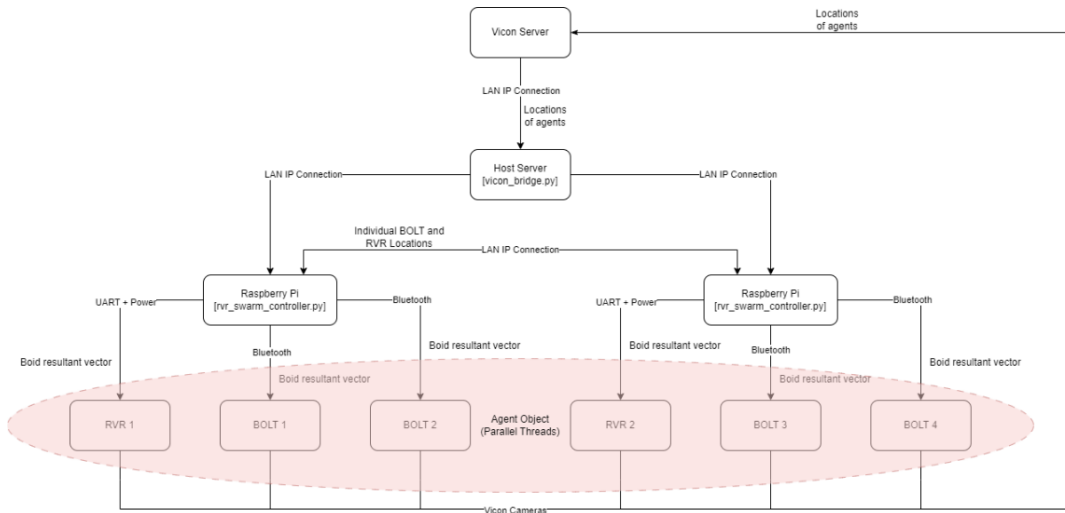 Locations
of agents
Vicon Server
LAN IP Connection
Locations
of agents
Host Server
[vicon_bridge.py]
LAN IP Connection
LAN IP Connection
Individual BOLT and
RVR Locations
LAN IP Connection
Raspberry Pi
[rvr_swarm_controller.py]
Raspberry Pi
[rvr_swarm_controller.py]
UART + Power
Bluetooth
UART + Power
Bluetooth
Bluetooth
Bluetooth
Boid resultant vector
Boid resultant vector
Boid resultant vector
Boid resultant vector
Boid resultant vector
Boid resultant vector
RVR 1
BOLT 1
BOLT 2
Agent Object
(Parallel Threads)
RVR 2
BOLT 3
BOLT 4
Vicon Cameras